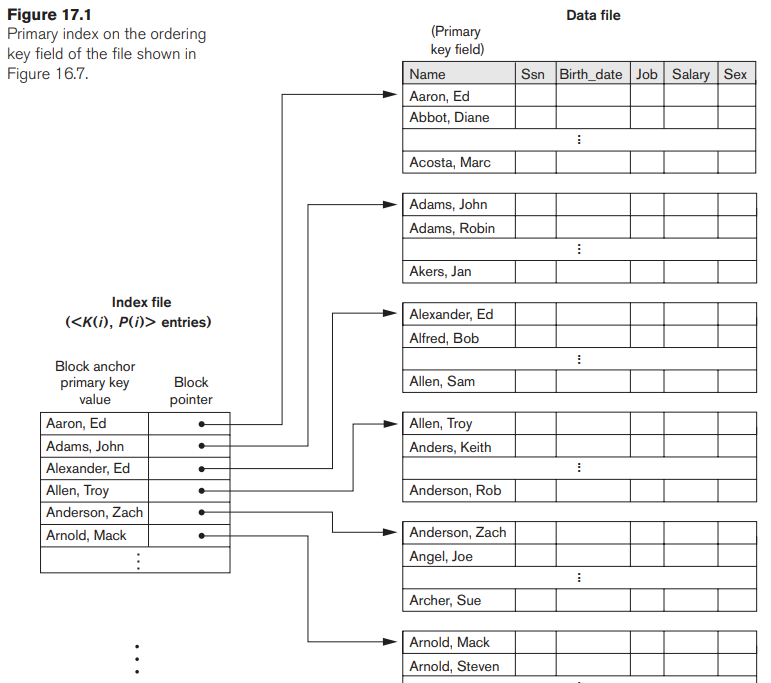 Figure 17.1
Primary index on the ordering
key field of the file shown in
Figure 16.7.
Data file
(Primary
key field)
Name Ssn Birth_date Job Salary Sex
Aaron, Ed
Abbot, Diane
⋮
Acosta, Marc
Adams, John
Adams, Robin
⋮
Akers, Jan
Alexander, Ed
Alfred, Bob
⋮
Allen, Sam
Allen, Troy
Anders, Keith
⋮
Anderson, Rob
Anderson, Zach
Angel, Joe
⋮
Archer, Sue
Arnold, Mack
Arnold, Steven
Index file
(<K(i), P(i)> entries)
Block anchor
primary key
value
Block
pointer
Aaron, Ed
Adams, John
Alexander, Ed
Allen, Troy
Anderson, Zach
Arnold, Mack
⋮
⋮